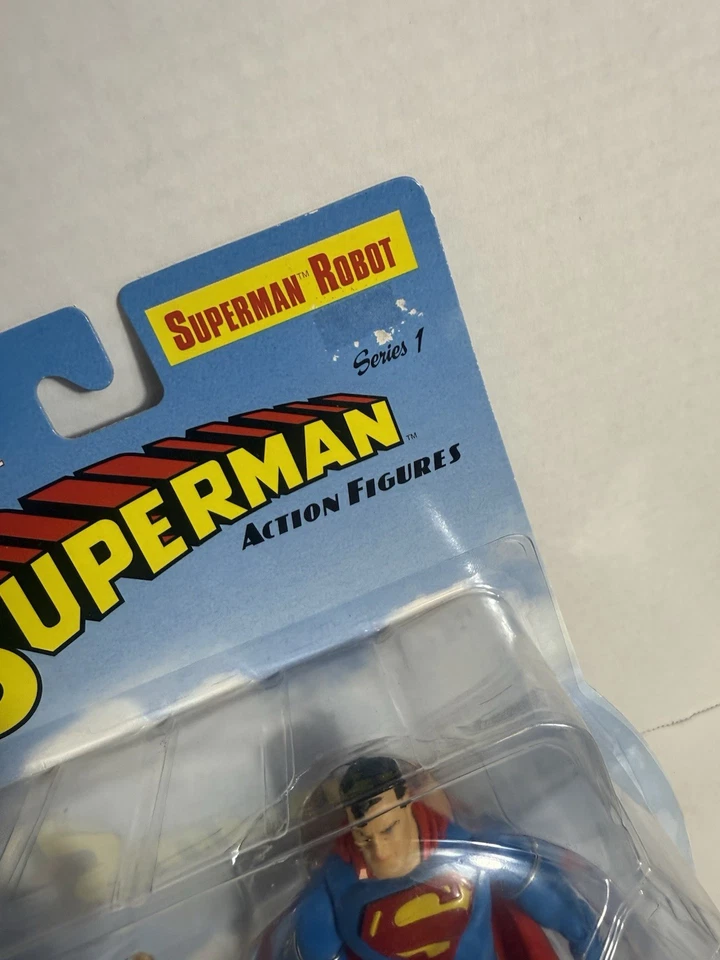 SUPERMAN™ ROBOT
Series 1
SUPERMAN™
ACTION FIGURES
S